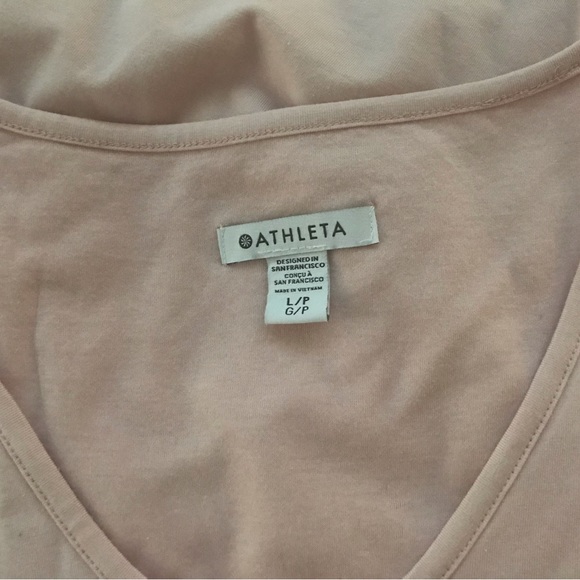 ATHLETA
DESIGNED IN
SAN FRANCISCO
CONÇU À
SAN FRANCISCO
MADE IN VIETNAM
L/P
G/P